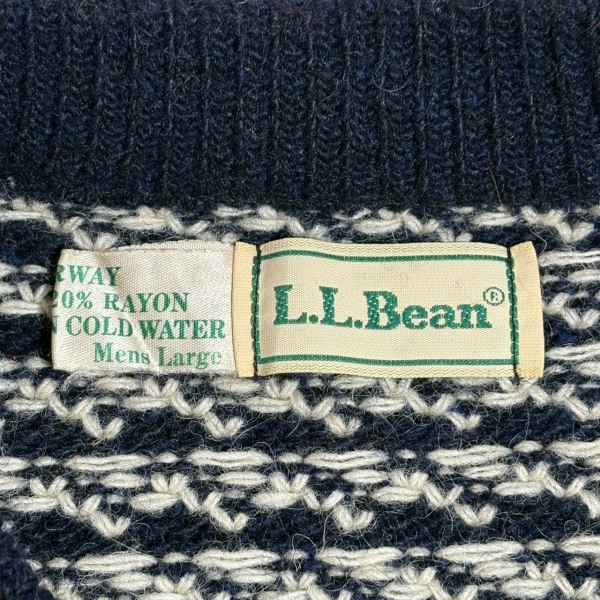 RWAY
20% RAYON
COLD WATER
Mens Large
L.L.Bean®